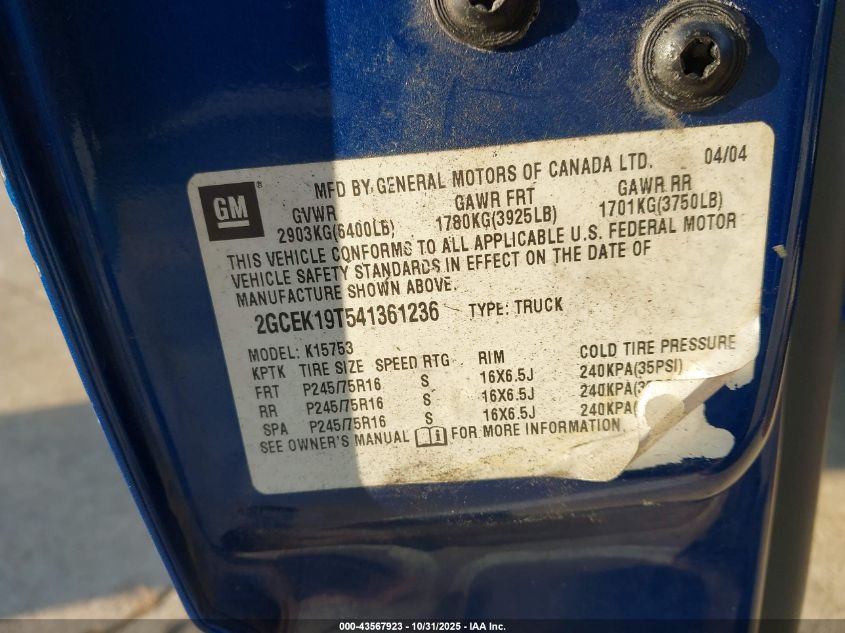 GM®
MFD BY GENERAL MOTORS OF CANADA LTD. 04/04
GVWR GAWR FRT GAWR RR
2903KG(6400LB) 1780KG(3925LB) 1701KG(3750LB)
THIS VEHICLE CONFORMS TO ALL APPLICABLE U.S. FEDERAL MOTOR
VEHICLE SAFETY STANDARDS IN EFFECT ON THE DATE OF
MANUFACTURE SHOWN ABOVE.
2GCEK19T541361236 TYPE: TRUCK
MODEL: K15753
KPTK TIRE SIZE SPEED RTG RIM COLD TIRE PRESSURE
FRT P245/75R16 S 16X6.5J 240KPA(35PSI)
RR P245/75R16 S 16X6.5J 240KPA(
SPA P245/75R16 S 16X6.5J 240KPA(
SEE OWNER'S MANUAL FOR MORE INFORMATION.
000-43567923 - 10/31/2025 - IAA Inc.